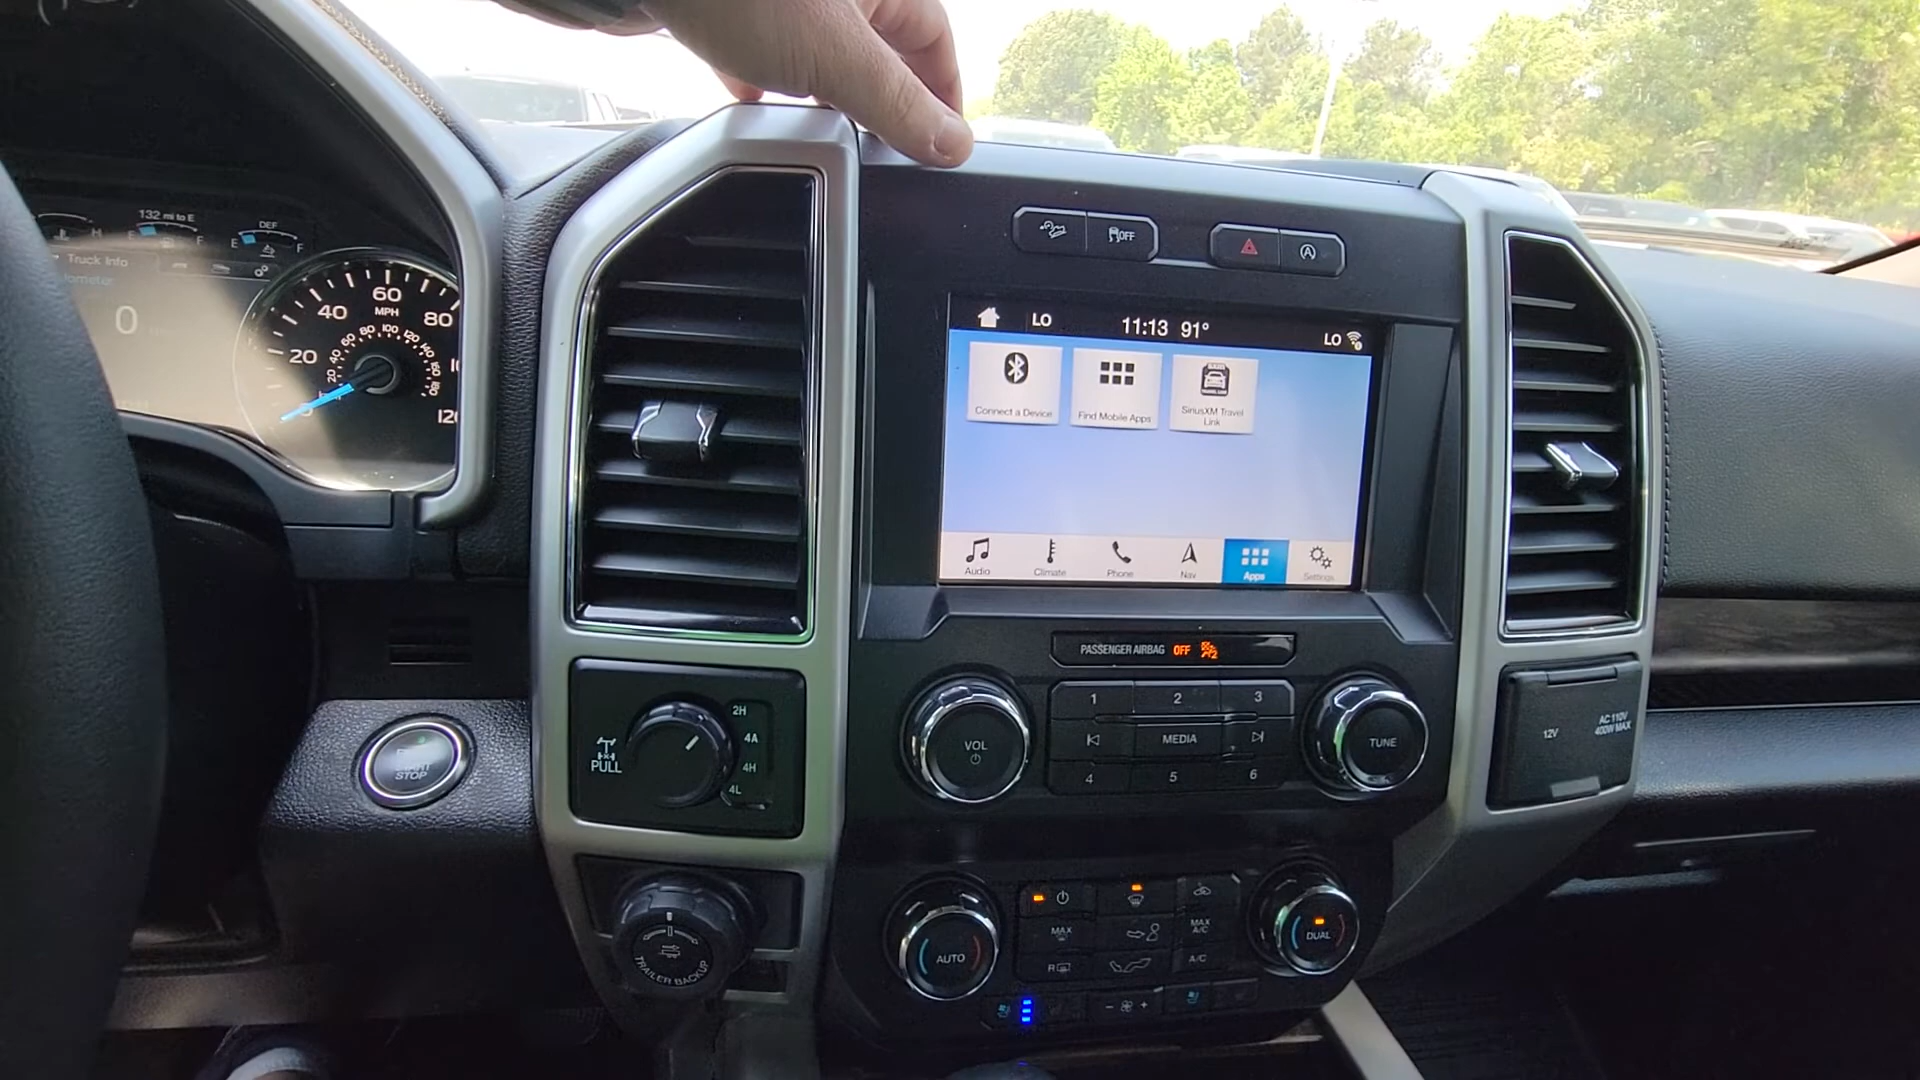 132 mi to E
H
E
F
DEF
E
F
Truck Info
0
60
MPH
40
80
20
120
OFF
LO
11:13 91°
LO
Connect a Device
Find Mobile Apps
SiriusXM Travel
Link
Audio
Climate
Phone
Nav
Apps
Settings
PASSENGER AIRBAG OFF
1
2
3
VOL
MEDIA
TUNE
4
5
6
2H
4A
4H
4L
PULL
STOP
12V
AC 110V
400W MAX
TRAILER BACKUP
AUTO
MAX
MAX
A/C
R
A/C
DUAL